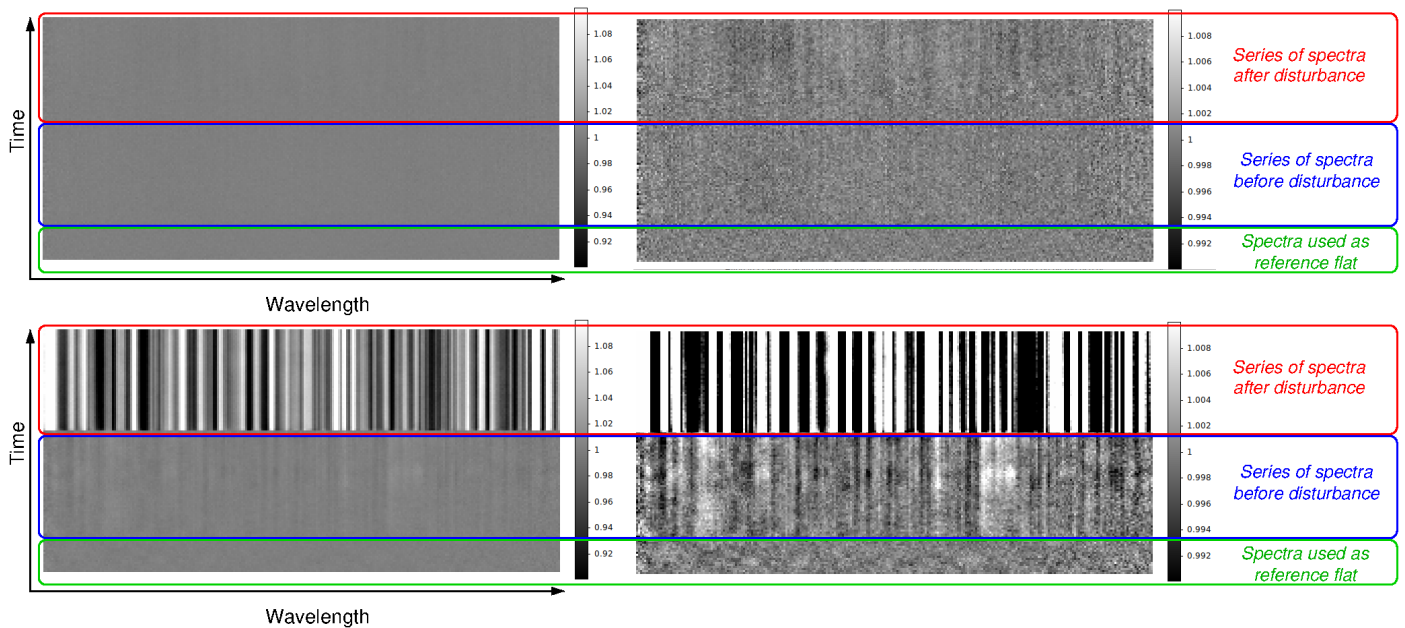 Time
1.08
1.06
1.04
1.02
1
0.98
0.96
0.94
0.92
1.008
1.006
1.004
1.002
1
0.998
0.996
0.994
0.992
Series of spectra
after disturbance
Series of spectra
before disturbance
Spectra used as
reference flat
Wavelength
Time
1.08
1.06
1.04
1.02
1
0.98
0.96
0.94
0.92
1.008
1.006
1.004
1.002
1
0.998
0.996
0.994
0.992
Series of spectra
after disturbance
Series of spectra
before disturbance
Spectra used as
reference flat
Wavelength